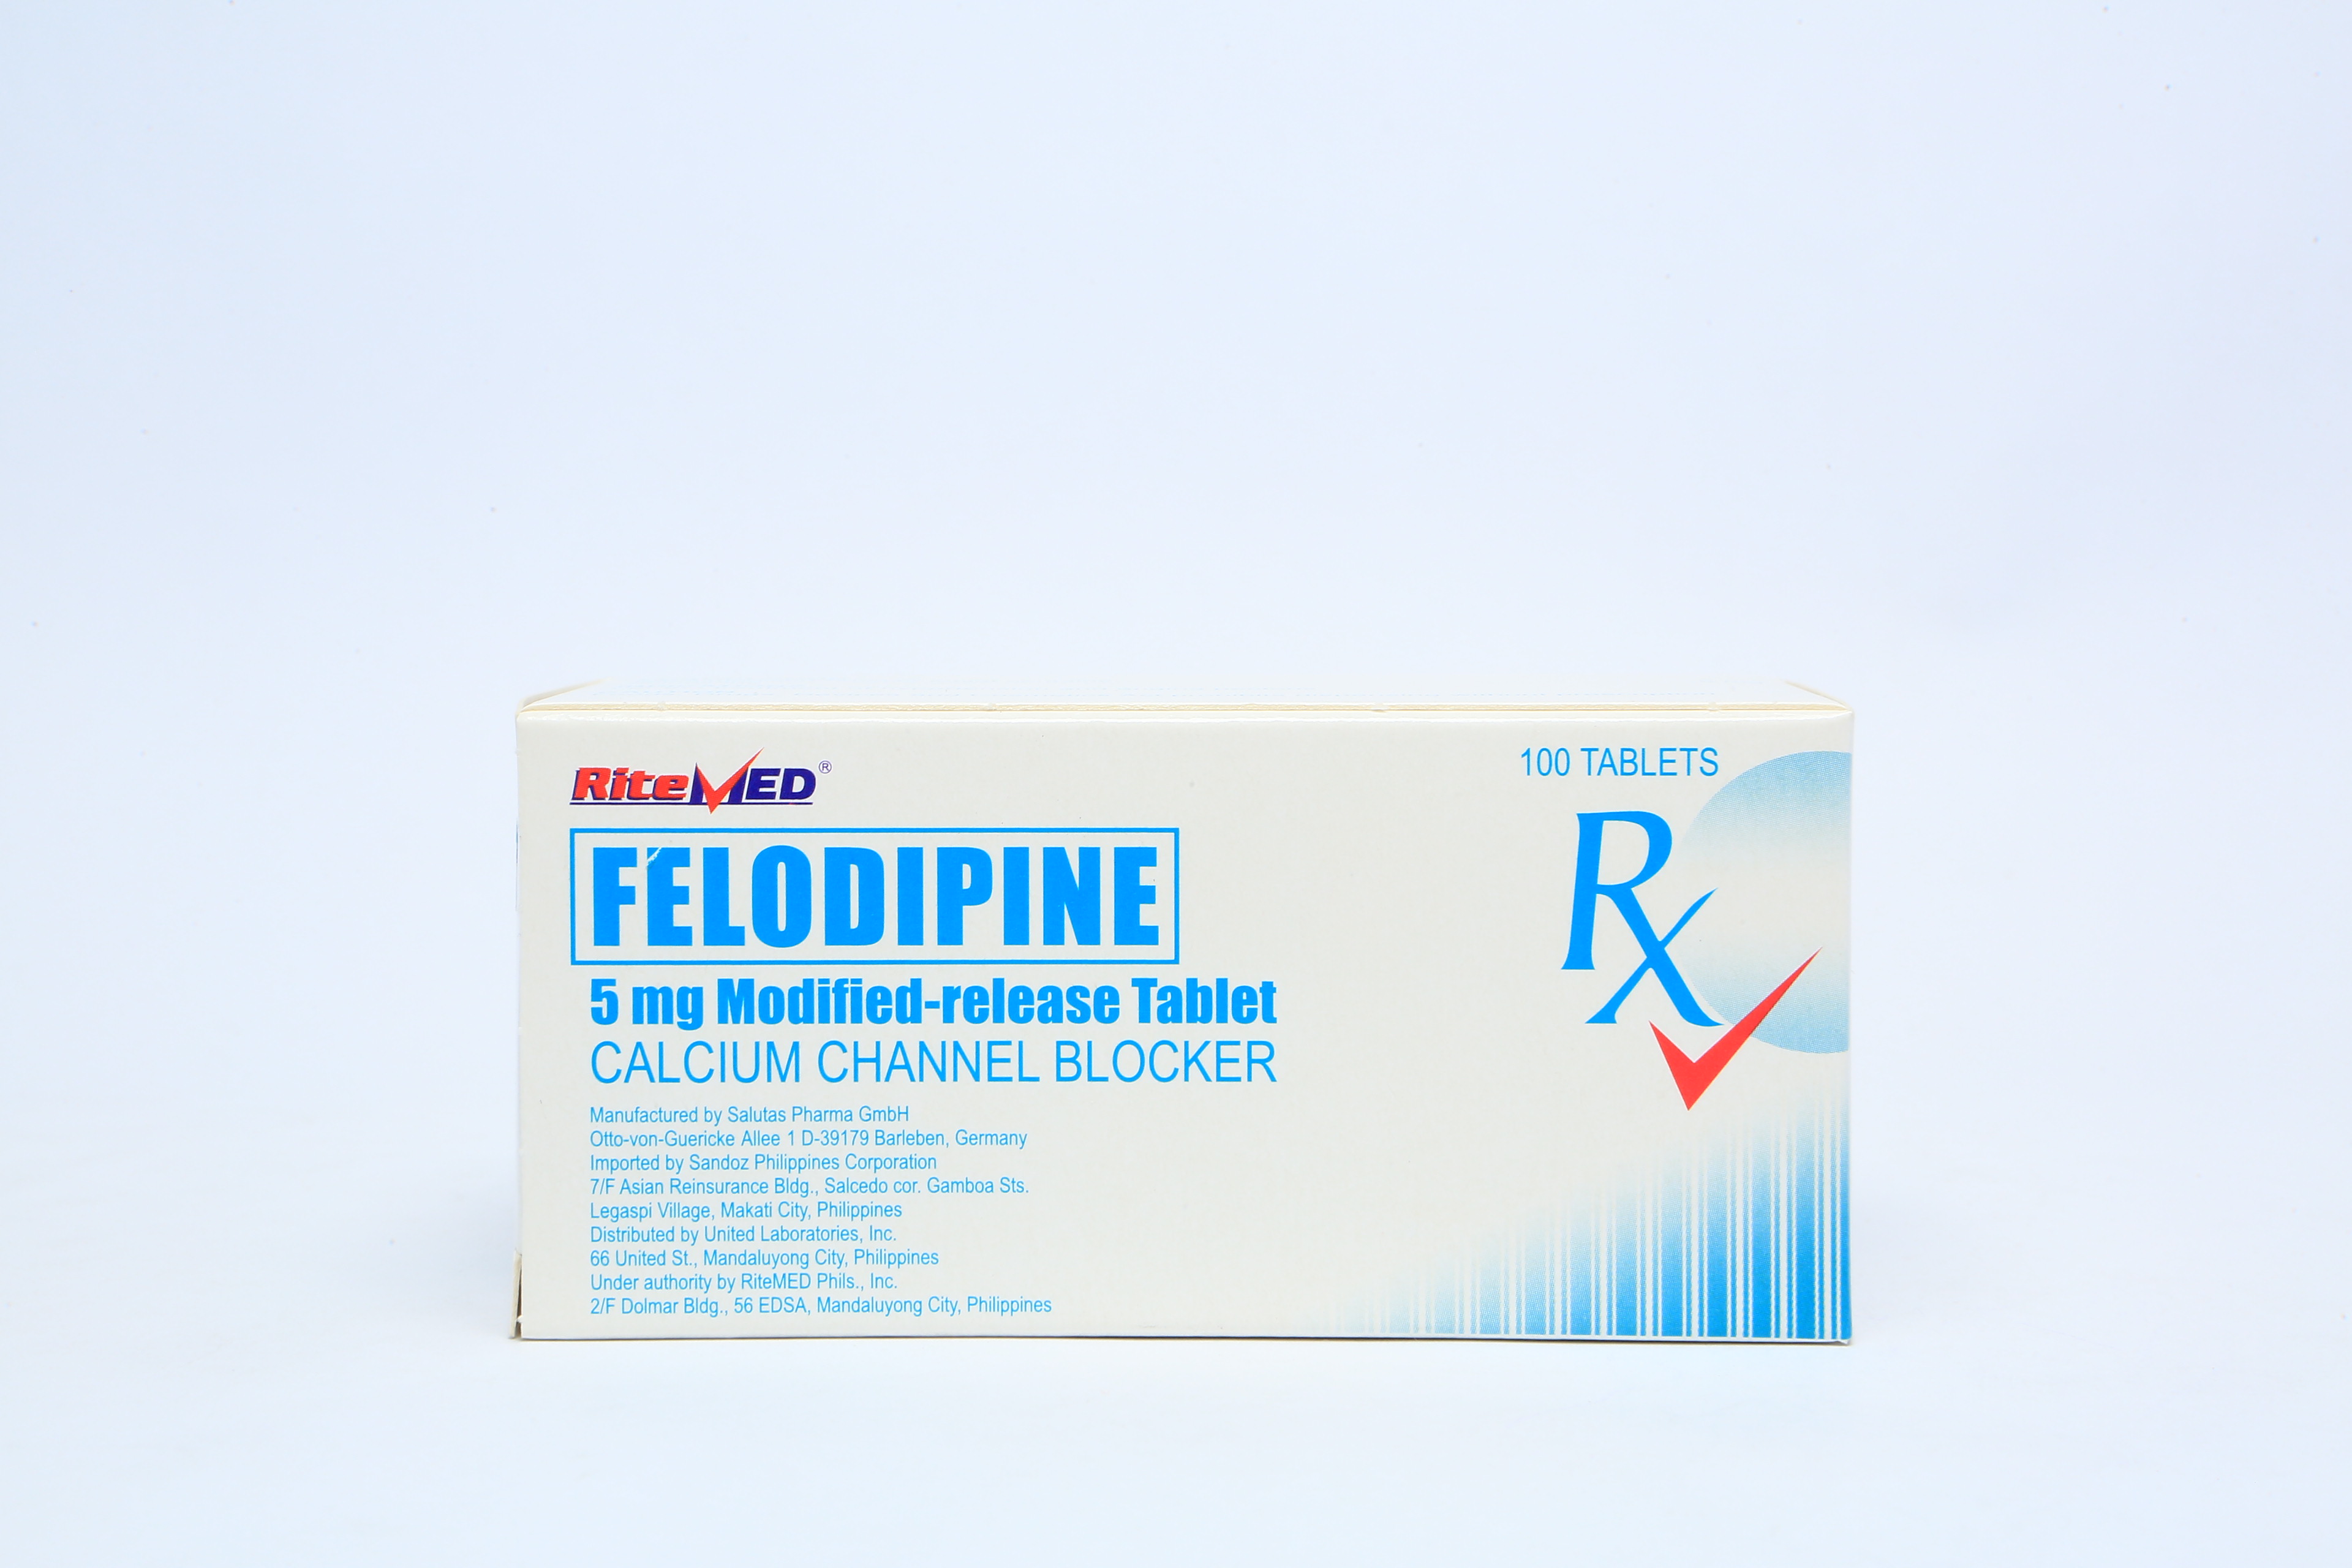 RiteMED®
100 TABLETS
Rx
FELODIPINE
5 mg Modified-release Tablet
CALCIUM CHANNEL BLOCKER
Manufactured by Salutas Pharma GmbH
Otto-von-Guericke Allee 1 D-39179 Barleben, Germany
Imported by Sandoz Philippines Corporation
7/F Asian Reinsurance Bldg., Salcedo cor. Gamboa Sts.
Legaspi Village, Makati City, Philippines
Distributed by United Laboratories, Inc.
66 United St., Mandaluyong City, Philippines
Under authority by RiteMED Phils., Inc.
2/F Dolmar Bldg., 56 EDSA, Mandaluyong City, Philippines